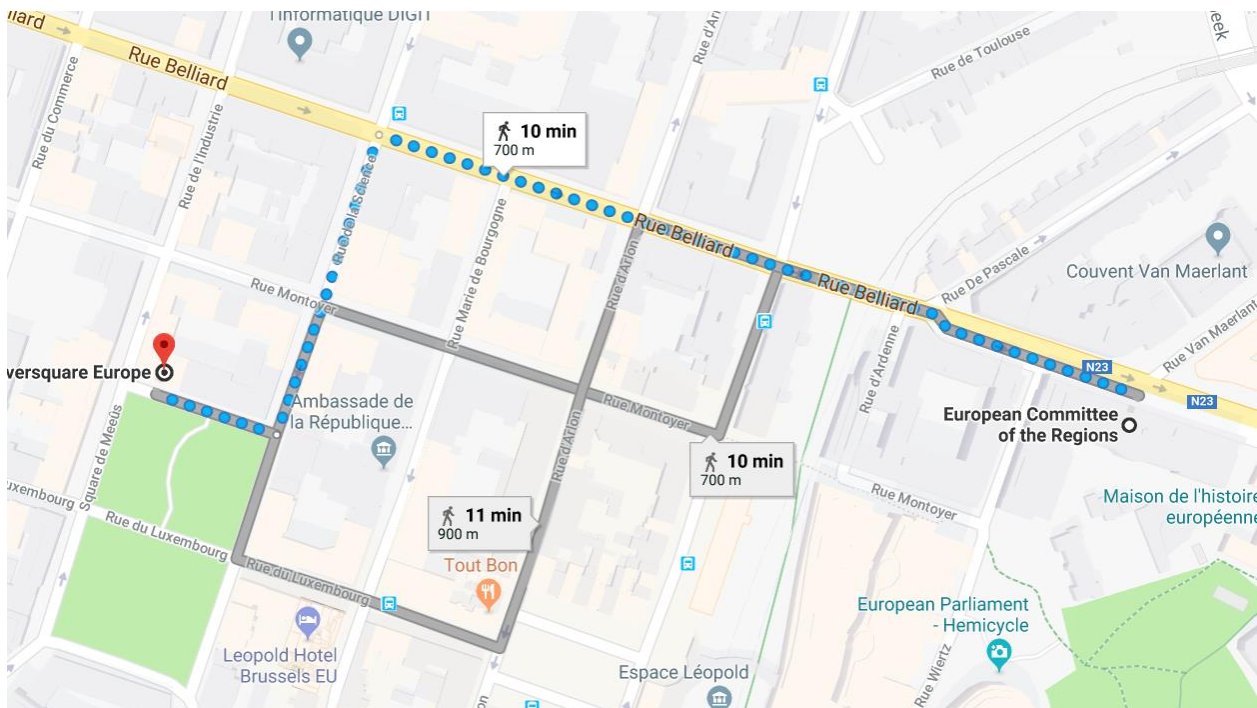 l'Informatique DIGIT
Rue Belliard
Rue du Commerce
Rue de l'Industrie
10 min
700 m
Rue de la Science
Rue Marie de Bourgogne
Rue d'Arlon
Rue de Toulouse
Rue Belliard
Rue Belliard
Rue De Pascale
Couvent Van Maerlant
Rue Van Maerlant
Rue Montoyer
versquare Europe
Ambassade de
la République...
Rue d'Arlon
Rue Montoyer
Rue d'Ardenne
N23
N23
European Committee
of the Regions
10 min
700 m
11 min
900 m
Square de Meeûs
uxembourg
Rue du Luxembourg
Rue du Luxembourg
Tout Bon
Rue Montoyer
Maison de l'histoire
européenne
European Parliament
- Hemicycle
Leopold Hotel
Brussels EU
Espace Léopold
Rue Wiertz